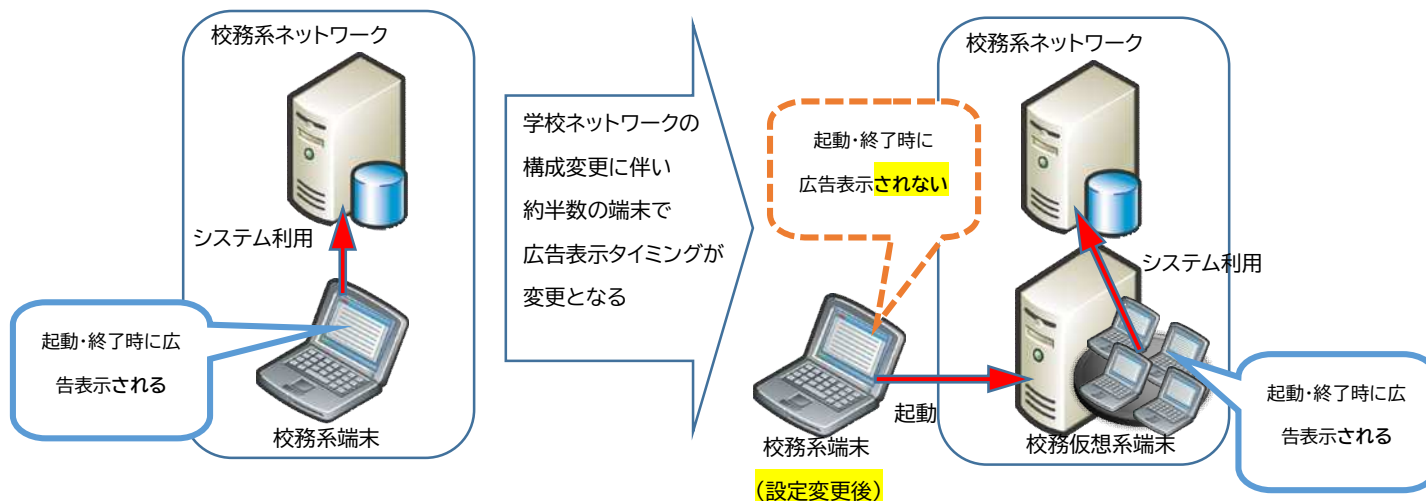 校務系ネットワーク
システム利用
起動・終了時に広
告表示される
校務系端末
学校ネットワークの
構成変更に伴い
約半数の端末で
広告表示タイミングが
変更となる
校務系ネットワーク
起動・終了時に
広告表示されない
システム利用
起動
校務系端末
（設定変更後）
校務仮想系端末
起動・終了時に広
告表示される